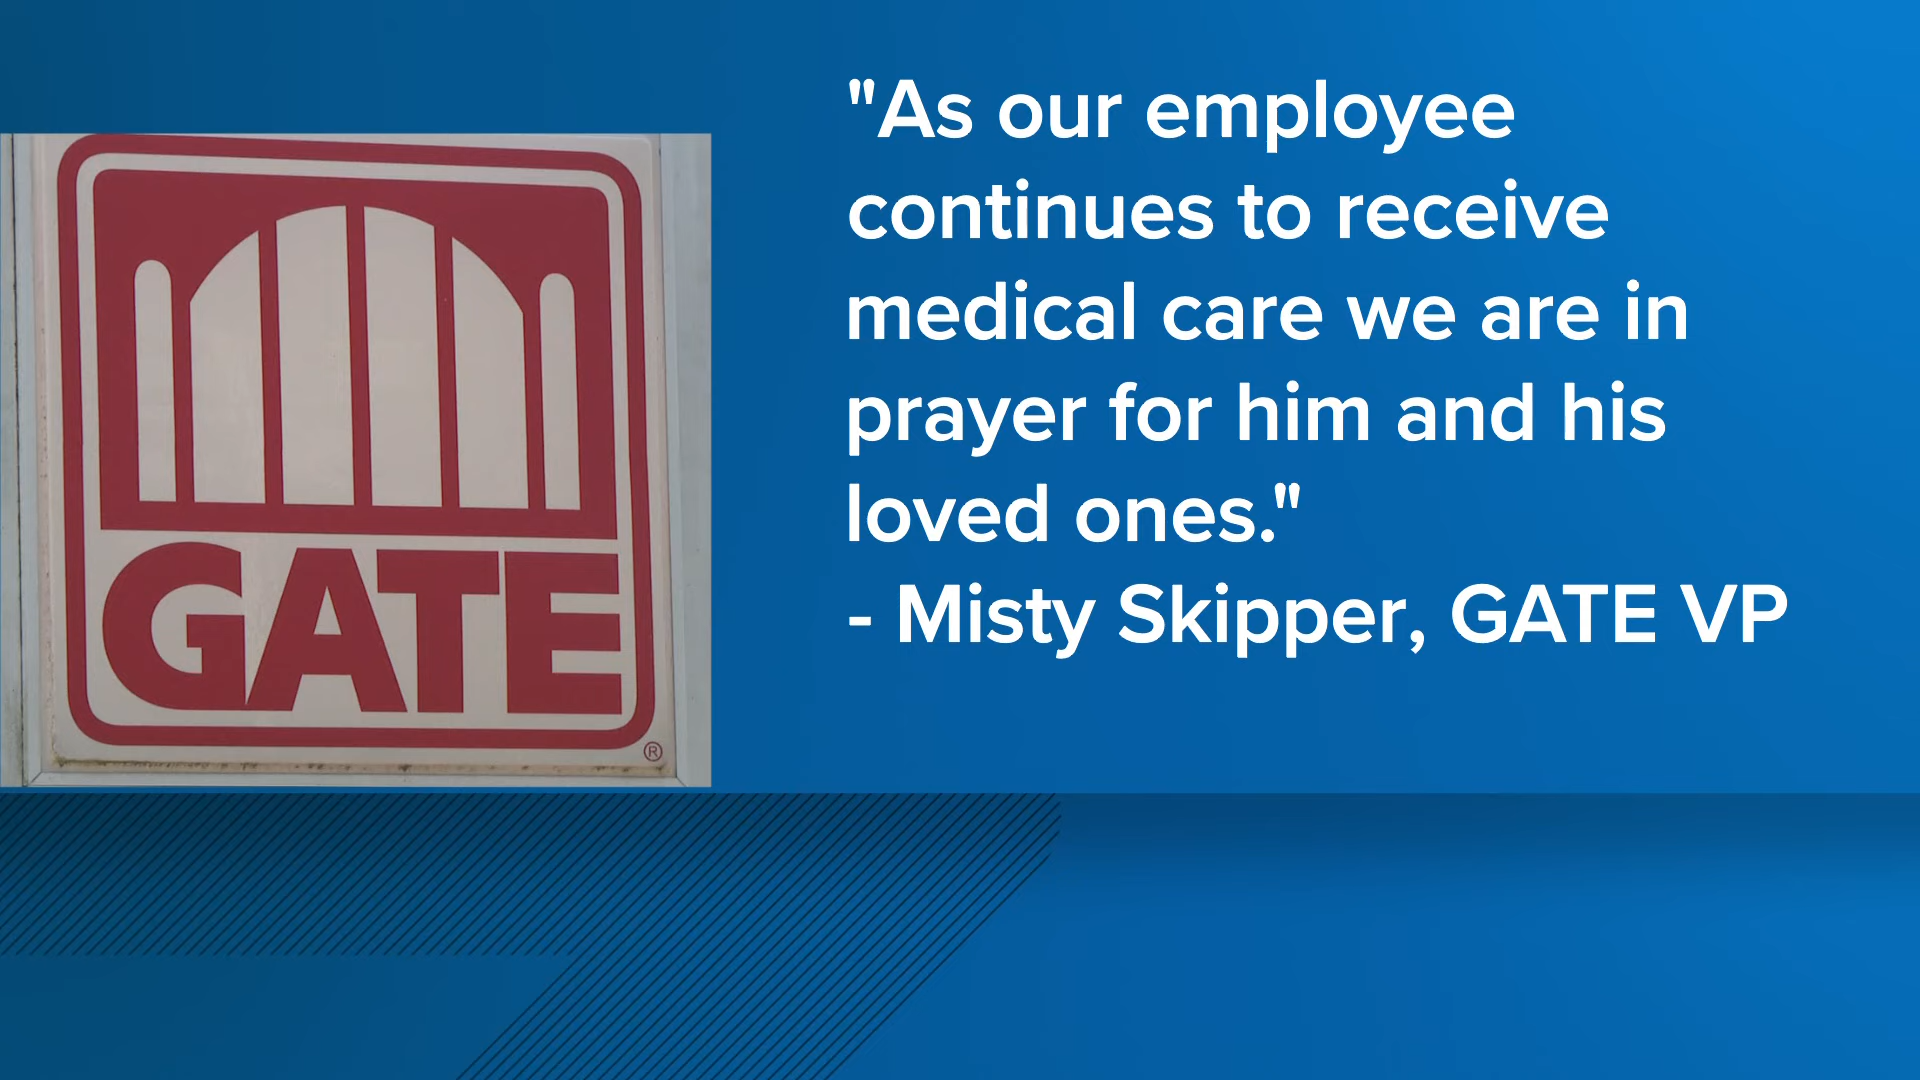 GATE
®
"As our employee
continues to receive
medical care we are in
prayer for him and his
loved ones."
- Misty Skipper, GATE VP